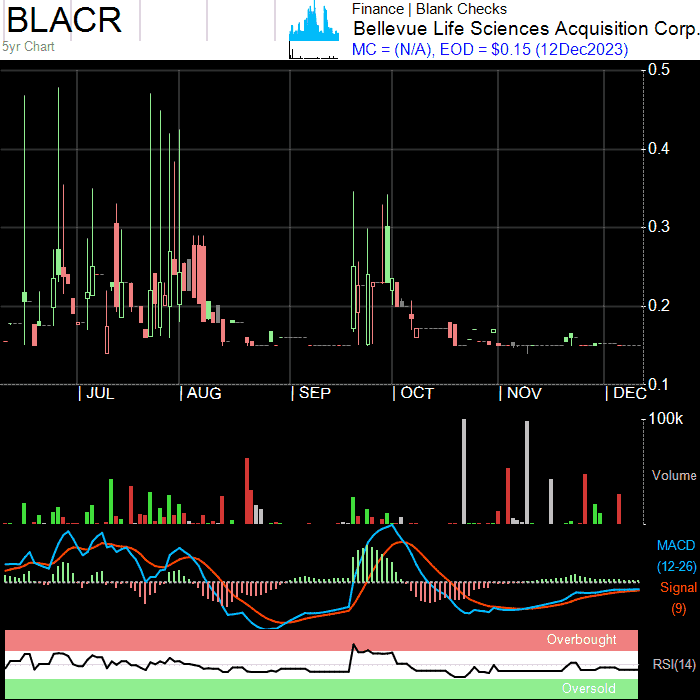 BLACR
5yr Chart
Finance | Blank Checks
Bellevue Life Sciences Acquisition Corp.
MC = (N/A), EOD = $0.15 (12Dec2023)
0.5
0.4
0.3
0.2
0.1
| JUL | AUG | SEP | OCT | NOV | DEC
100k
Volume
MACD
(12-26)
Signal
(9)
Overbought
RSI(14)
Oversold